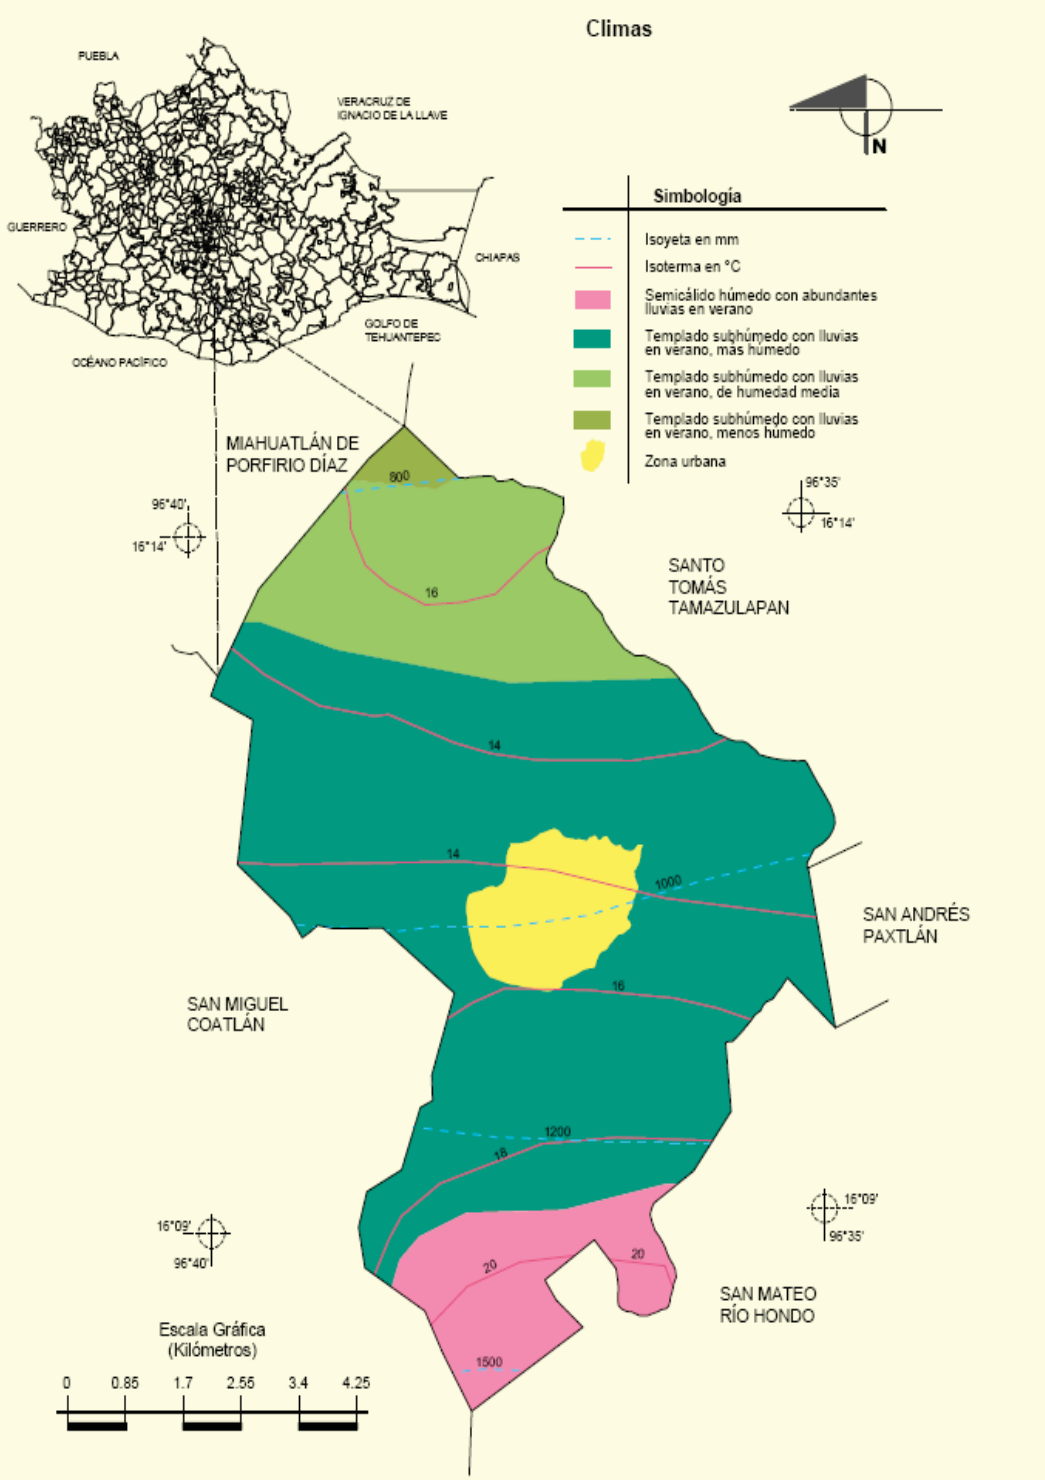 Climas
PUEBLA
VERACRUZ DE
IGNACIO DE LA LLAVE
GUERRERO
CHIAPAS
GOLFO DE
TEHUANTEPEC
OCÉANO PACÍFICO
N
Simbología
Isoyeta en mm
Isoterma en °C
Semicálido húmedo con abundantes
lluvias en verano
Templado subhúmedo con lluvias
en verano, más húmedo
Templado subhúmedo con lluvias
en verano, de humedad media
Templado subhúmedo con lluvias
en verano, menos húmedo
Zona urbana
MIAHUATLÁN DE
PORFIRIO DÍAZ
800
96°40'
16°14'
96°35'
16°14'
SANTO
TOMÁS
TAMAZULAPAN
16
14
14
1000
SAN ANDRÉS
PAXTLÁN
SAN MIGUEL
COATLÁN
16
1200
18
16°09'
96°40'
16°09'
96°35'
20
20
SAN MATEO
RÍO HONDO
1500
Escala Gráfica
(Kilómetros)
0 0.85 1.7 2.55 3.4 4.25